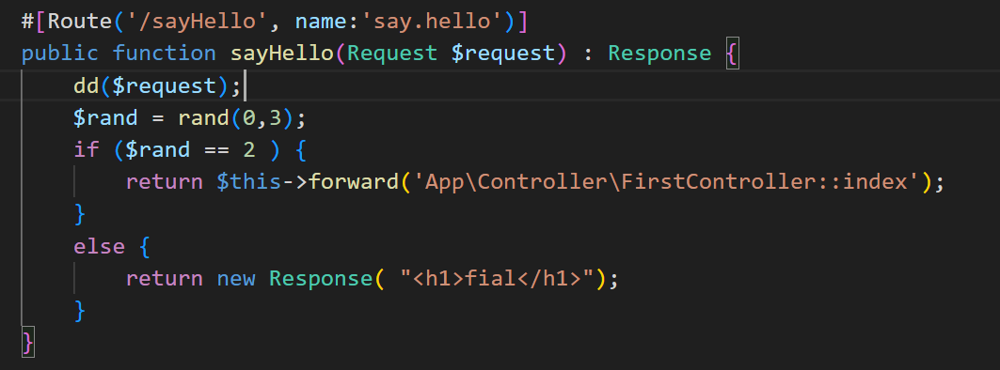 #[Route('/sayHello', name:'say.hello')]
public function sayHello(Request $request) : Response {
dd($request);
$rand = rand(0,3);
if ($rand == 2 ) {
return $this->forward('App\Controller\FirstController::index');
}
else {
return new Response( "<h1>fial</h1>");
}
}